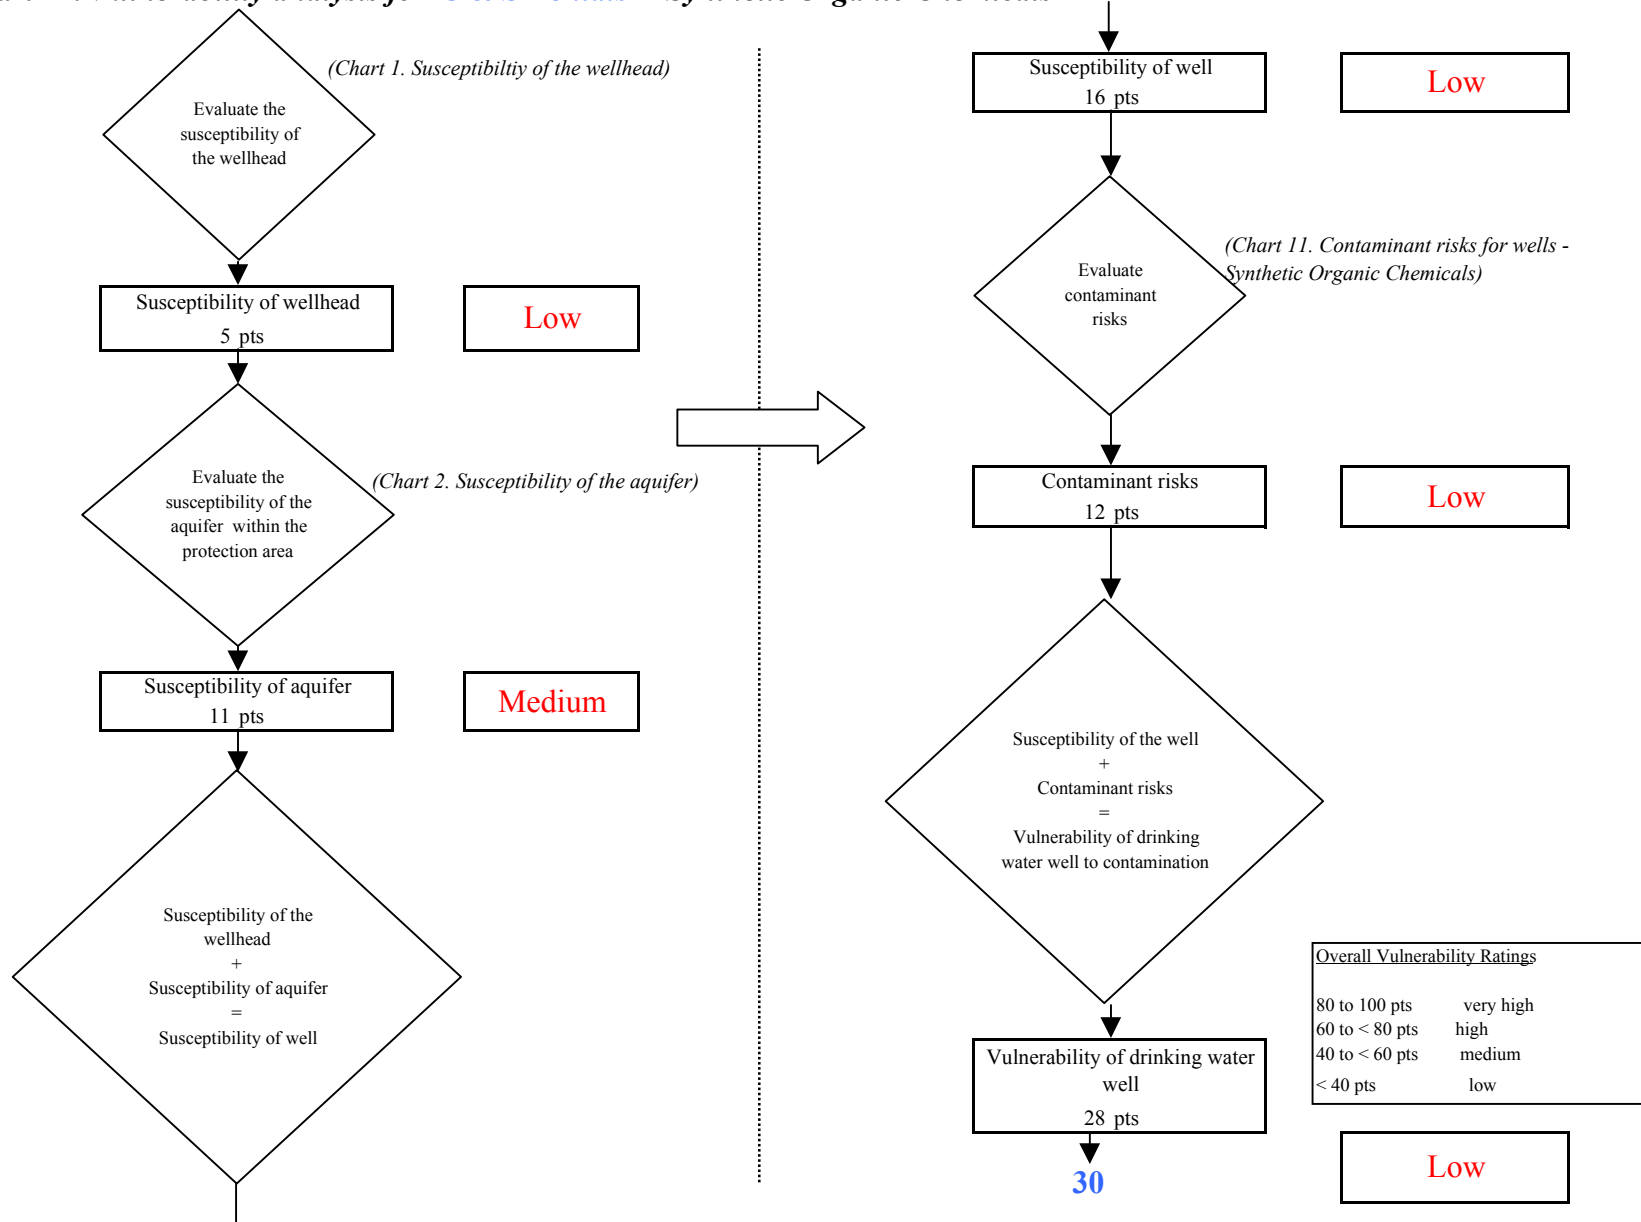 Synthetic Organic Chemicals
(Chart 1. Susceptibiltiy of the wellhead)
Evaluate the
susceptibility of
the wellhead
Susceptibility of wellhead
5 pts
Low
Evaluate the
susceptibility of the
aquifer within the
protection area
(Chart 2. Susceptibility of the aquifer)
Susceptibility of aquifer
11 pts
Medium
Susceptibility of the
wellhead
+
Susceptibility of aquifer
=
Susceptibility of well
Susceptibility of well
16 pts
Low
Evaluate
contaminant
risks
(Chart 11. Contaminant risks for wells -
Synthetic Organic Chemicals)
Contaminant risks
12 pts
Low
Susceptibility of the well
+
Contaminant risks
=
Vulnerability of drinking
water well to contamination
Overall Vulnerability Ratings
80 to 100 pts very high
60 to < 80 pts high
40 to < 60 pts medium
< 40 pts low
Vulnerability of drinking water
well
28 pts
30
Low